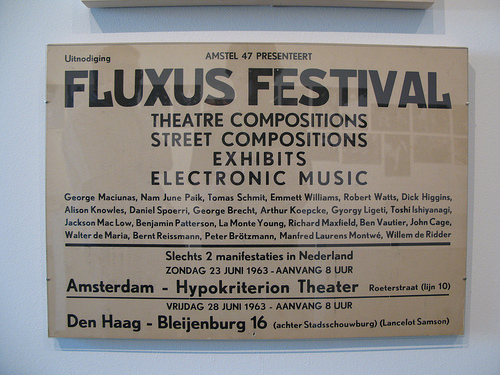 Uitnodiging
AMSTEL 47 PRESENTEERT
FLUXUS FESTIVAL
THEATRE COMPOSITIONS
STREET COMPOSITIONS
EXHIBITS
ELECTRONIC MUSIC
George Maciunas, Nam June Paik, Tomas Schmit, Emmett Williams, Robert Watts, Dick Higgins,
Alison Knowles, Daniel Spoerri, George Brecht, Arthur Koepcke, Gyorgy Ligeti, Toshi Ishiyanagi,
Jackson Mac Low, Benjamin Patterson, La Monte Young, Richard Maxfield, Ben Vautier, John Cage,
Walter de Maria, Bernt Reissmann, Peter Brötzmann, Manfred Laurens Montwé, Willem de Ridder
Slechts 2 manifestaties in Nederland
ZONDAG 23 JUNI 1963 - AANVANG 8 UUR
Amsterdam - Hypokriterion Theater Roeterstraat (lijn 10)
VRIJDAG 28 JUNI 1963 - AANVANG 8 UUR
Den Haag - Bleijenburg 16 (achter Stadsschouwburg) (Lancelot Samson)